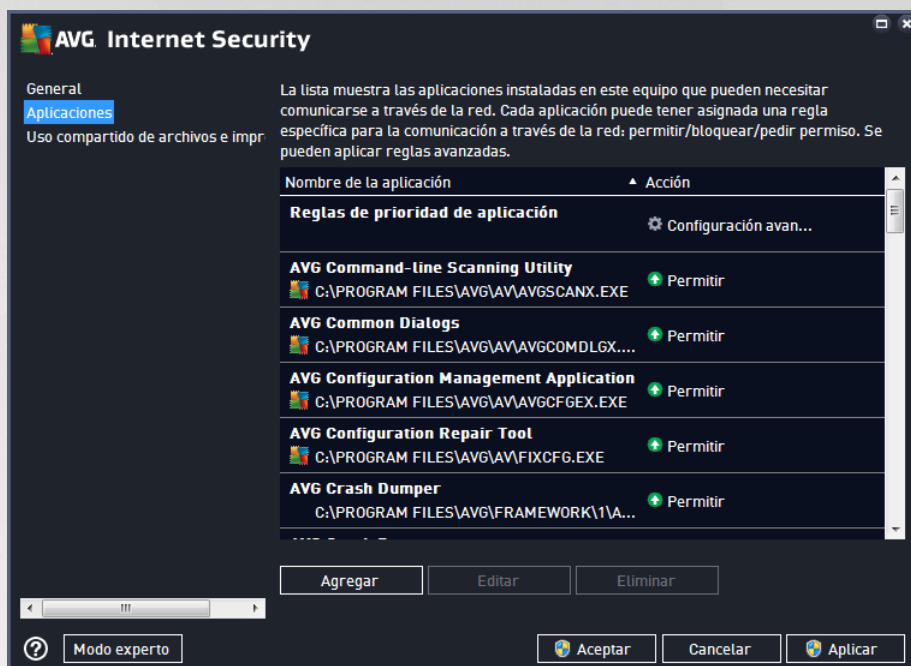 AVG Internet Security
General
Aplicaciones
Uso compartido de archivos e impr
La lista muestra las aplicaciones instaladas en este equipo que pueden necesitar
comunicarse a través de la red. Cada aplicación puede tener asignada una regla
específica para la comunicación a través de la red: permitir/bloquear/pedir permiso. Se
pueden aplicar reglas avanzadas.
Nombre de la aplicación Acción
Reglas de prioridad de aplicación
Configuración avan...
AVG Command-line Scanning Utility
C:\PROGRAM FILES\AVG\AV\AVGSCANX.EXE
Permitir
AVG Common Dialogs
C:\PROGRAM FILES\AVG\AV\AVGCOMDLGX....
Permitir
AVG Configuration Management Application
C:\PROGRAM FILES\AVG\AV\AVGCFGEX.EXE
Permitir
AVG Configuration Repair Tool
C:\PROGRAM FILES\AVG\AV\FIXCFG.EXE
Permitir
AVG Crash Dumper
C:\PROGRAM FILES\AVG\FRAMEWORK\1\A...
Permitir
Agregar Editar Eliminar
? Modo experto Aceptar Cancelar Aplicar